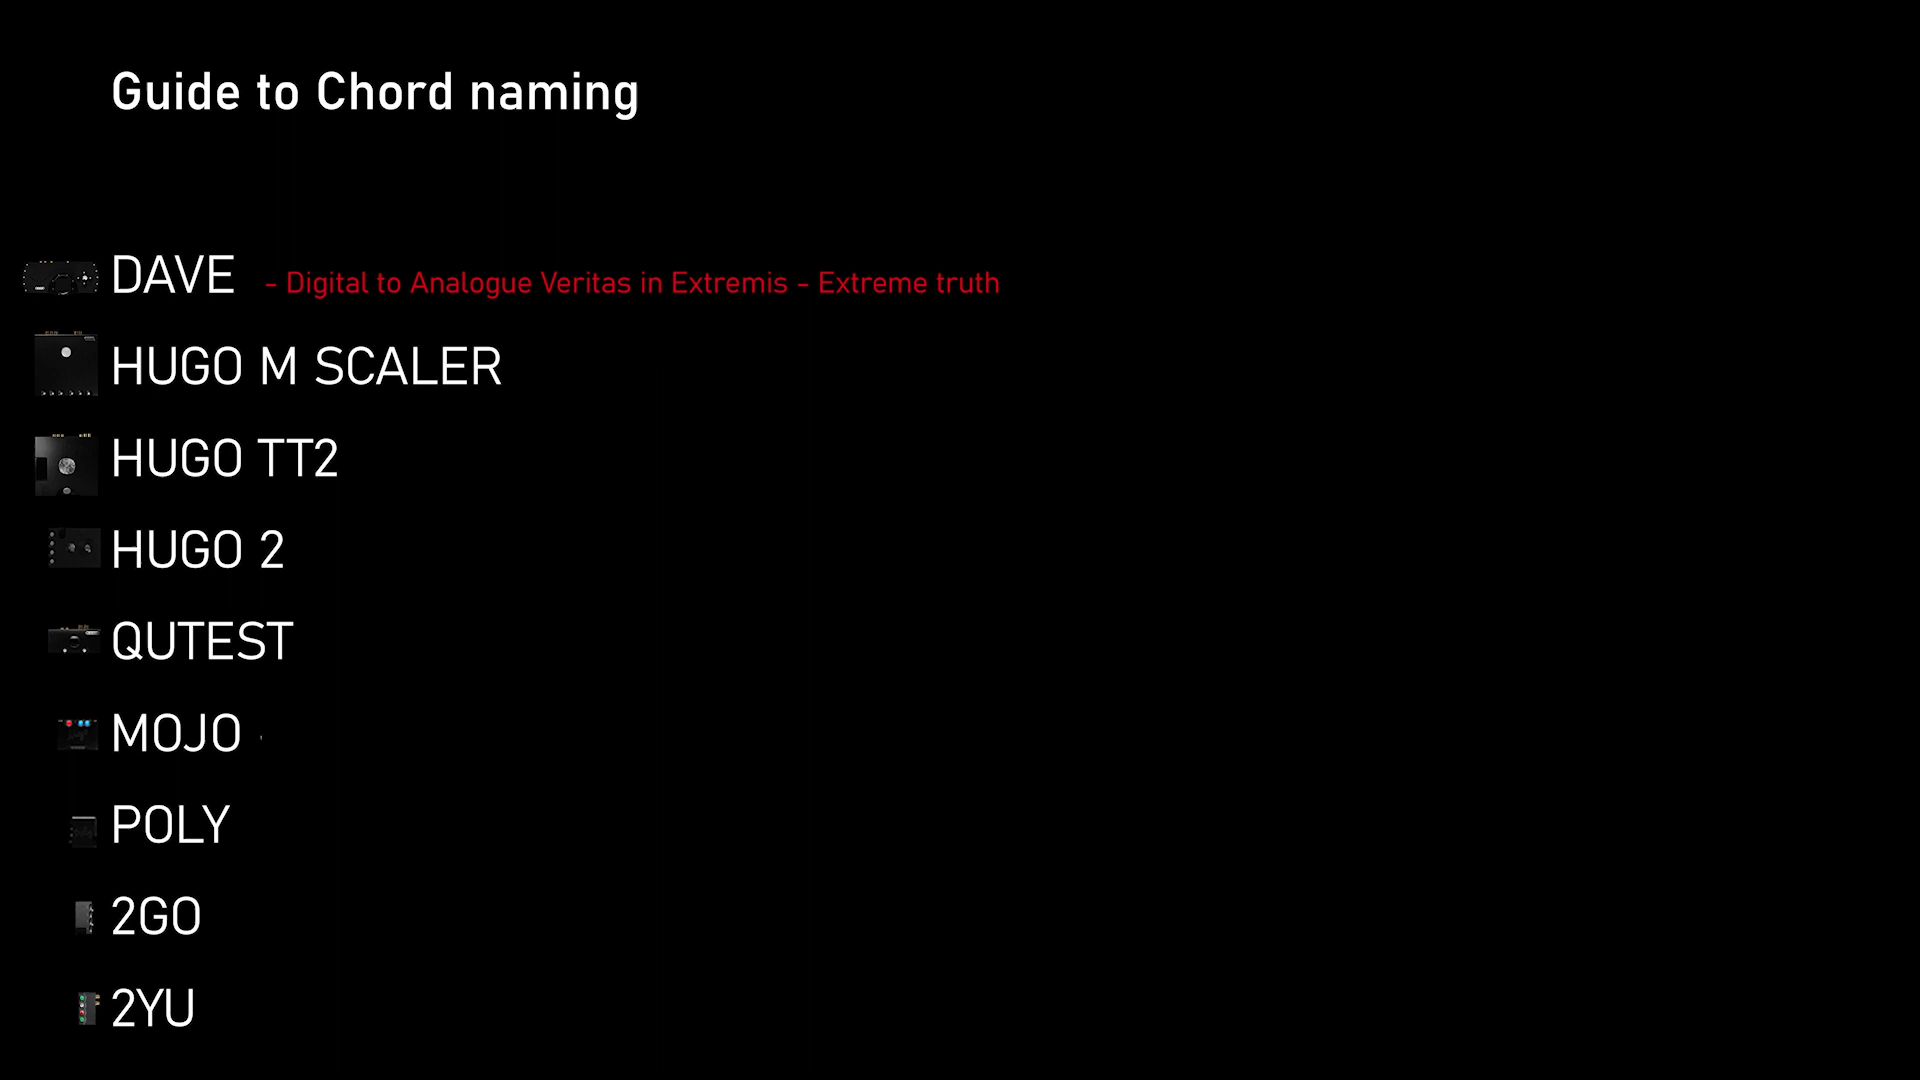 Guide to Chord naming
DAVE - Digital to Analogue Veritas in Extremis - Extreme truth
HUGO M SCALER
HUGO TT2
HUGO 2
QUTEST
MOJO
POLY
2GO
2YU